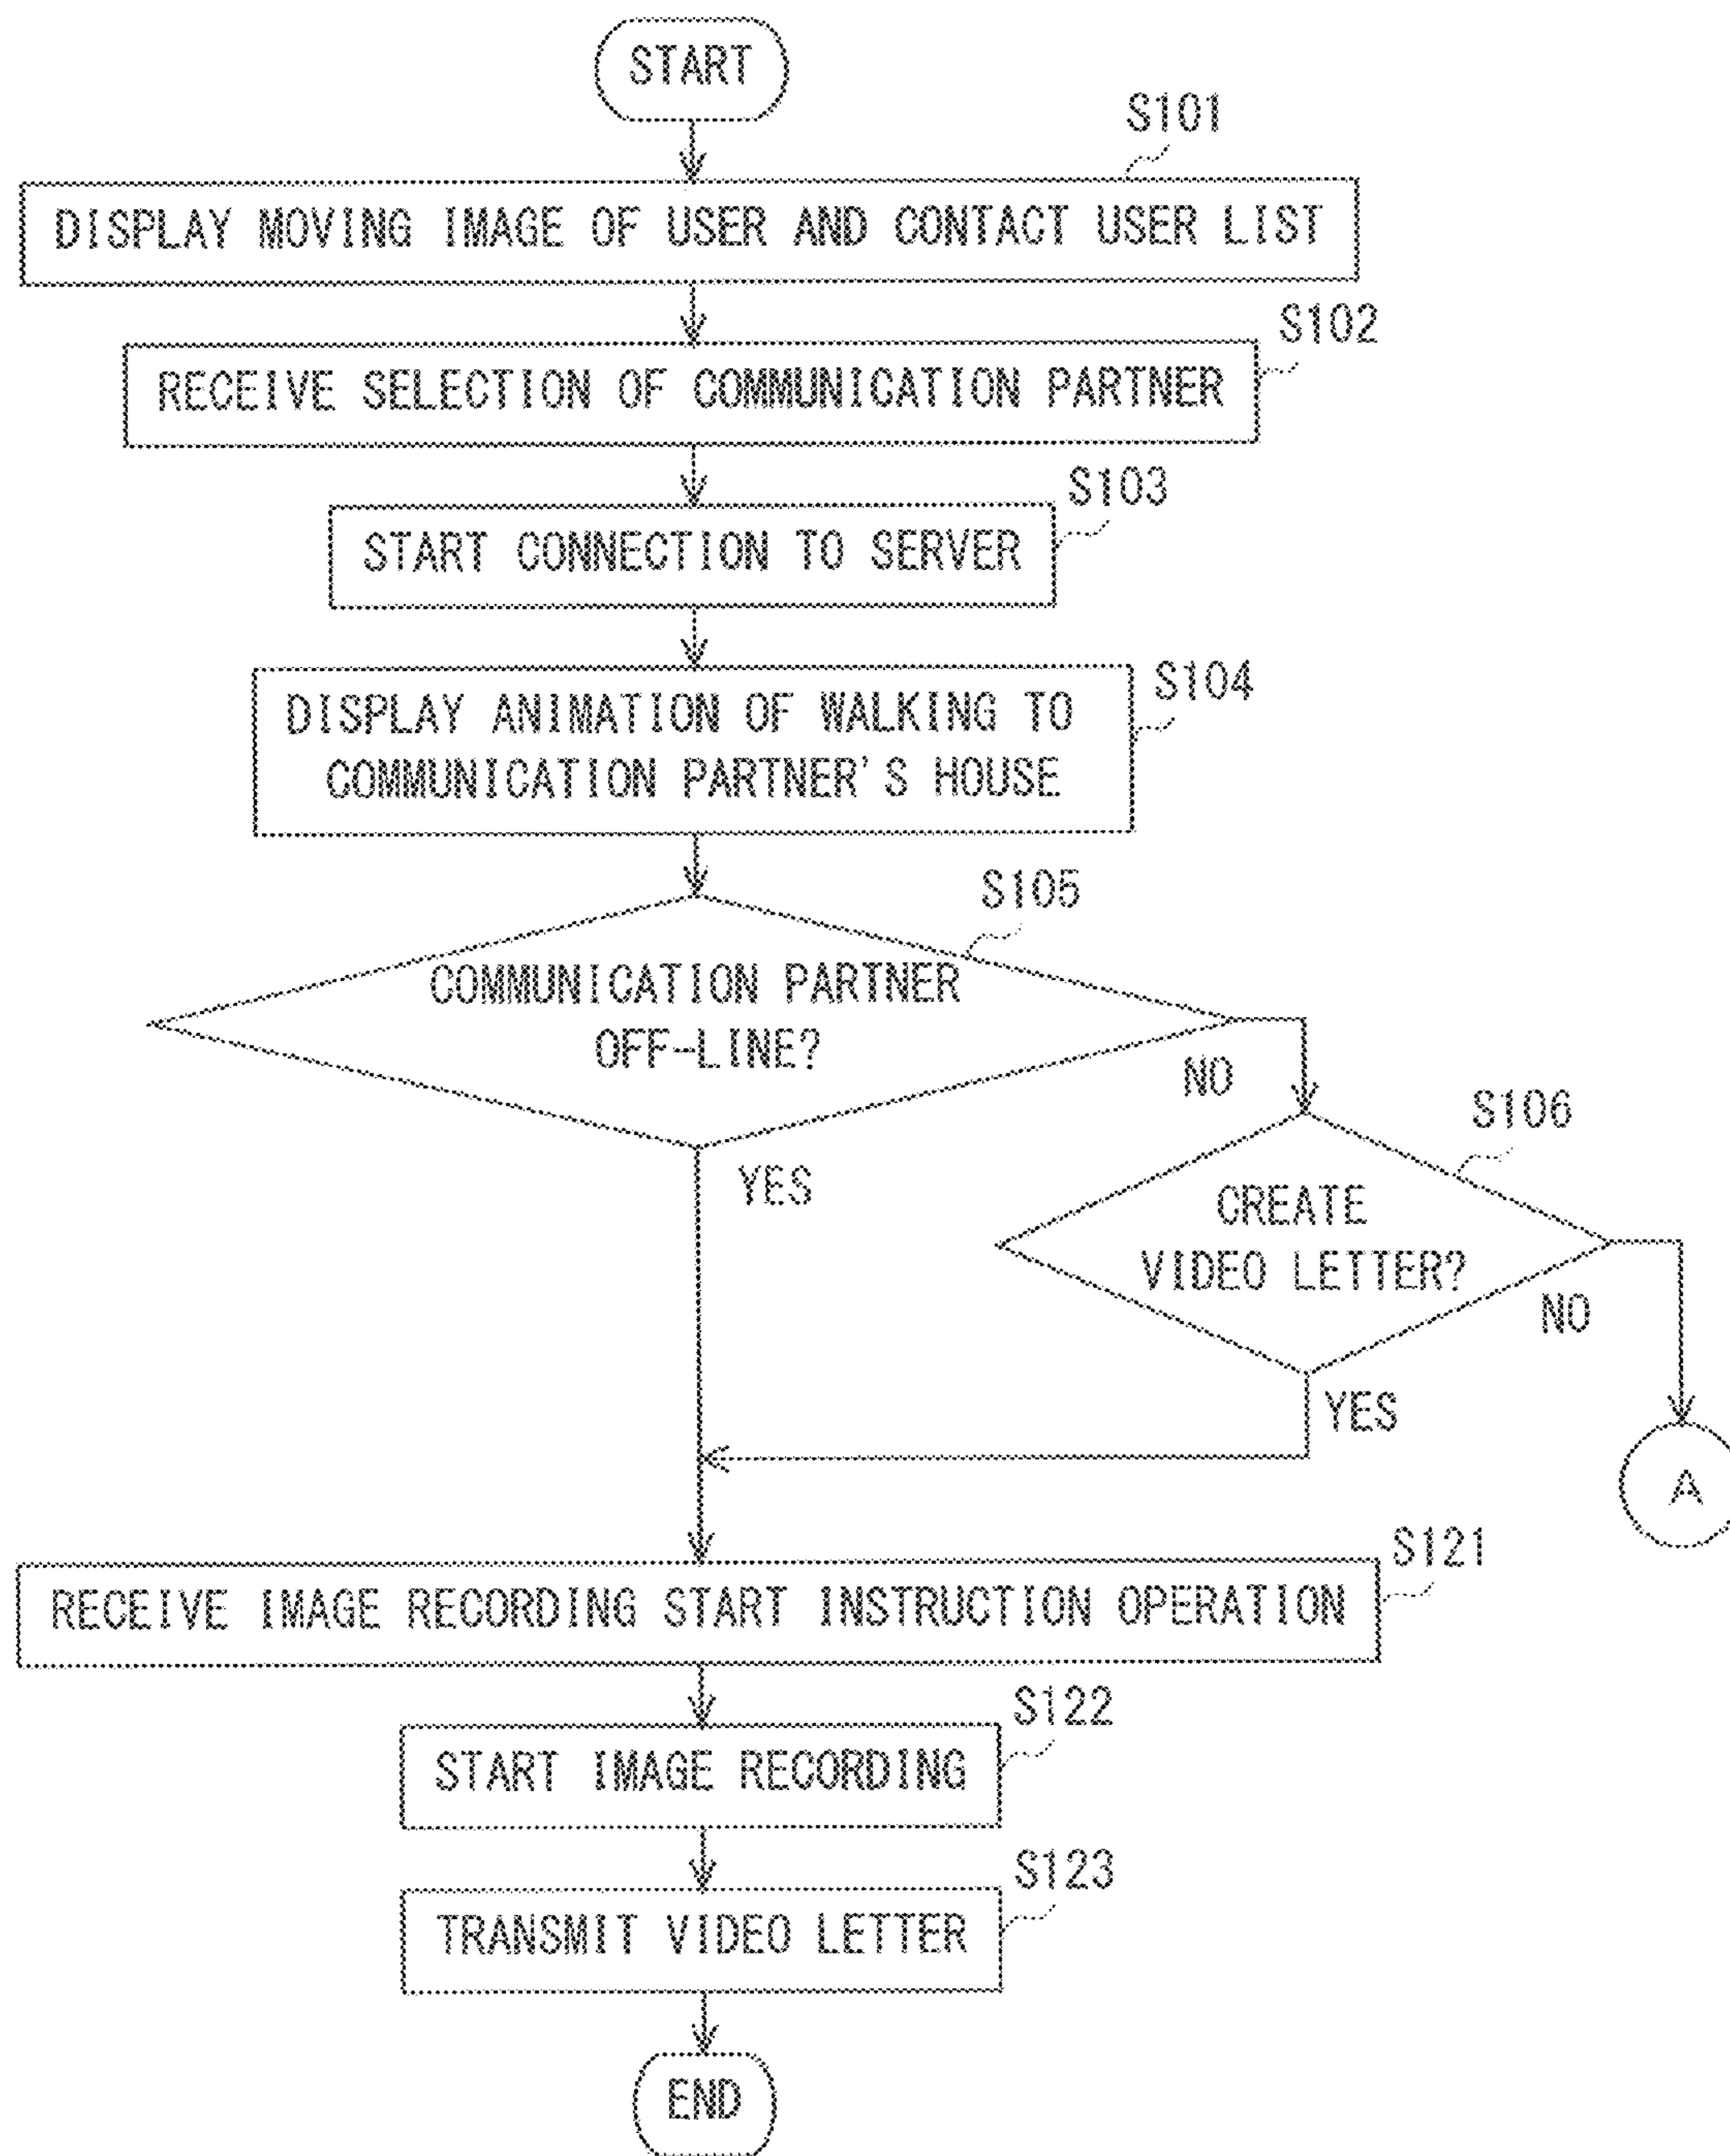 START
S101
DISPLAY MOVING IMAGE OF USER AND CONTACT USER LIST
S102
RECEIVE SELECTION OF COMMUNICATION PARTNER
S103
START CONNECTION TO SERVER
S104
DISPLAY ANIMATION OF WALKING TO
COMMUNICATION PARTNER'S HOUSE
S105
COMMUNICATION PARTNER
OFF-LINE?
NO
YES
S106
CREATE
VIDEO LETTER?
NO
YES
A
S121
RECEIVE IMAGE RECORDING START INSTRUCTION OPERATION
S122
START IMAGE RECORDING
S123
TRANSMIT VIDEO LETTER
END